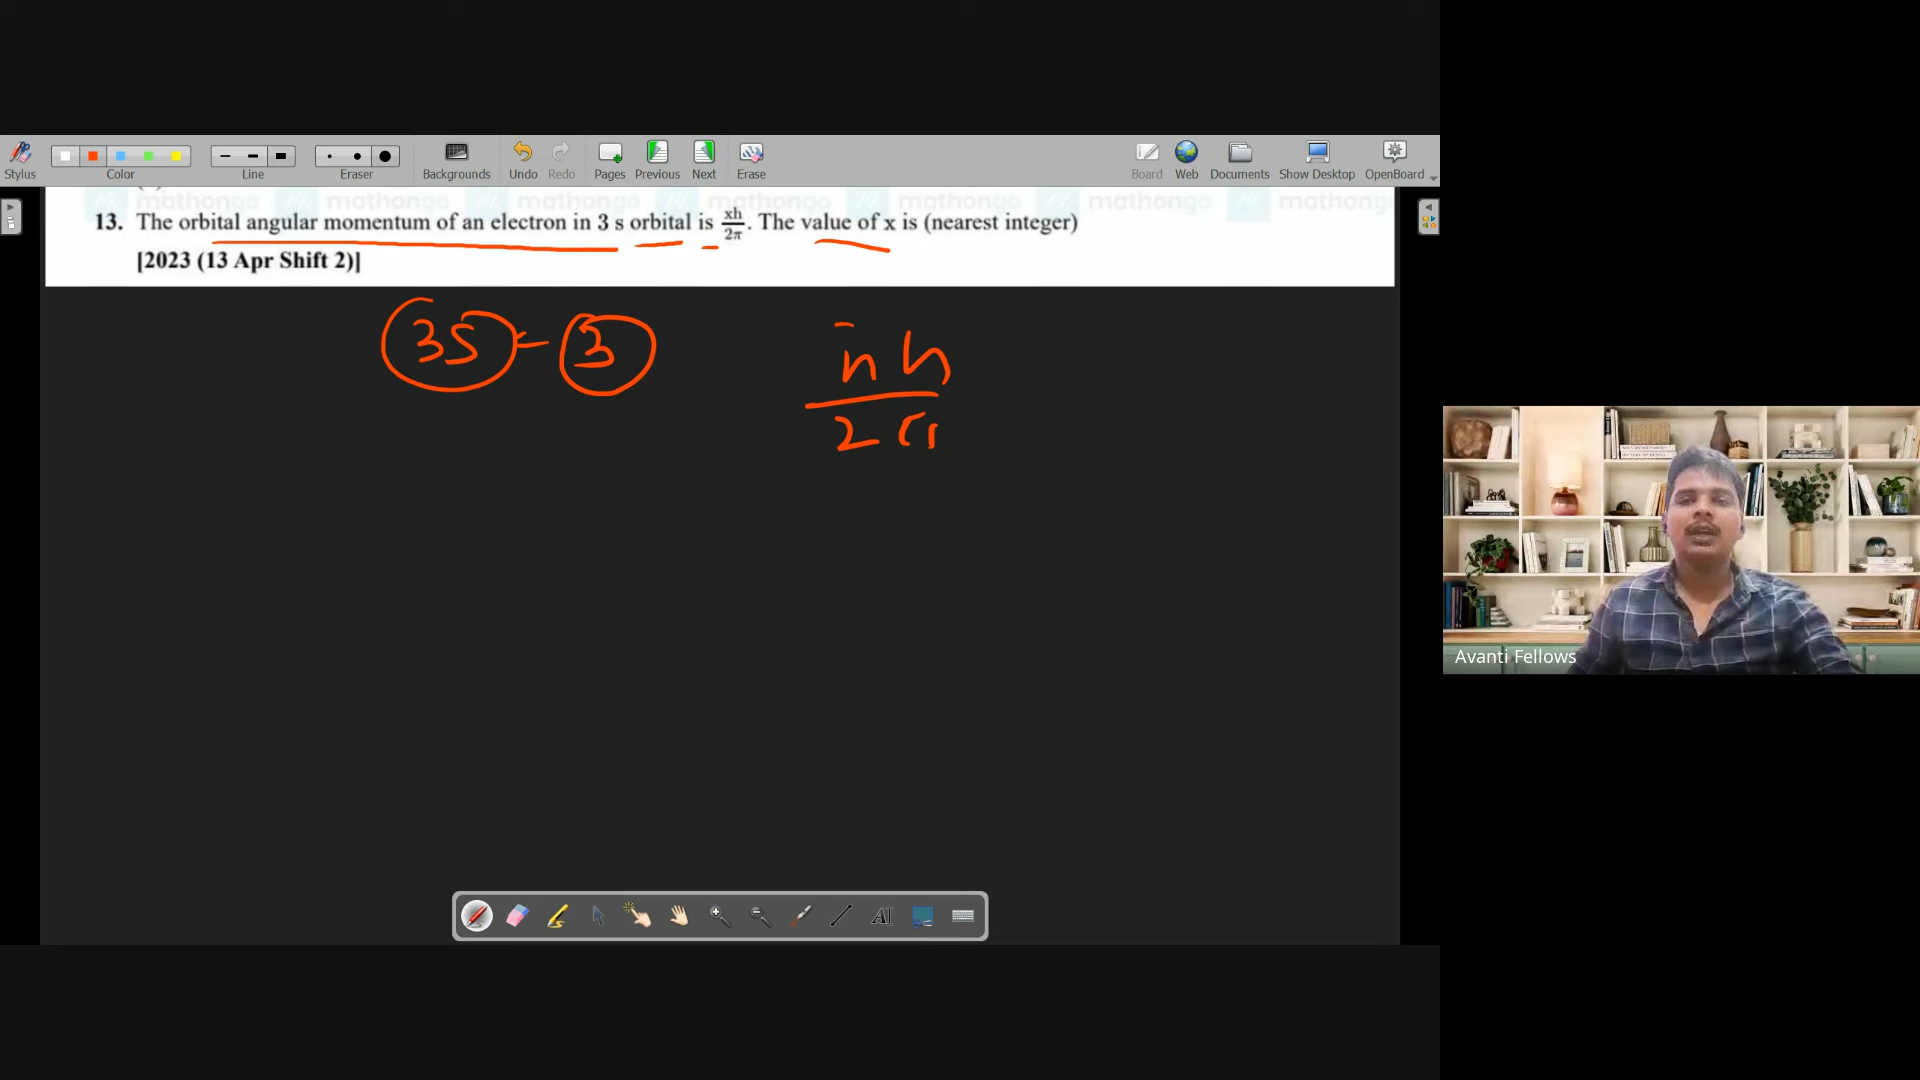 Stylus
Color
Line
Eraser
Backgrounds
Undo
Redo
Pages
Previous
Next
Erase
Board
Web
Documents
Show Desktop
OpenBoard
mathongo mathongo mathongo mathongo mathongo mathongo mathongo
13. The orbital angular momentum of an electron in 3 s orbital is xh/2π. The value of x is (nearest integer)
[2023 (13 Apr Shift 2)]
3S - 3
n h
2 π
Avanti Fellows
AI